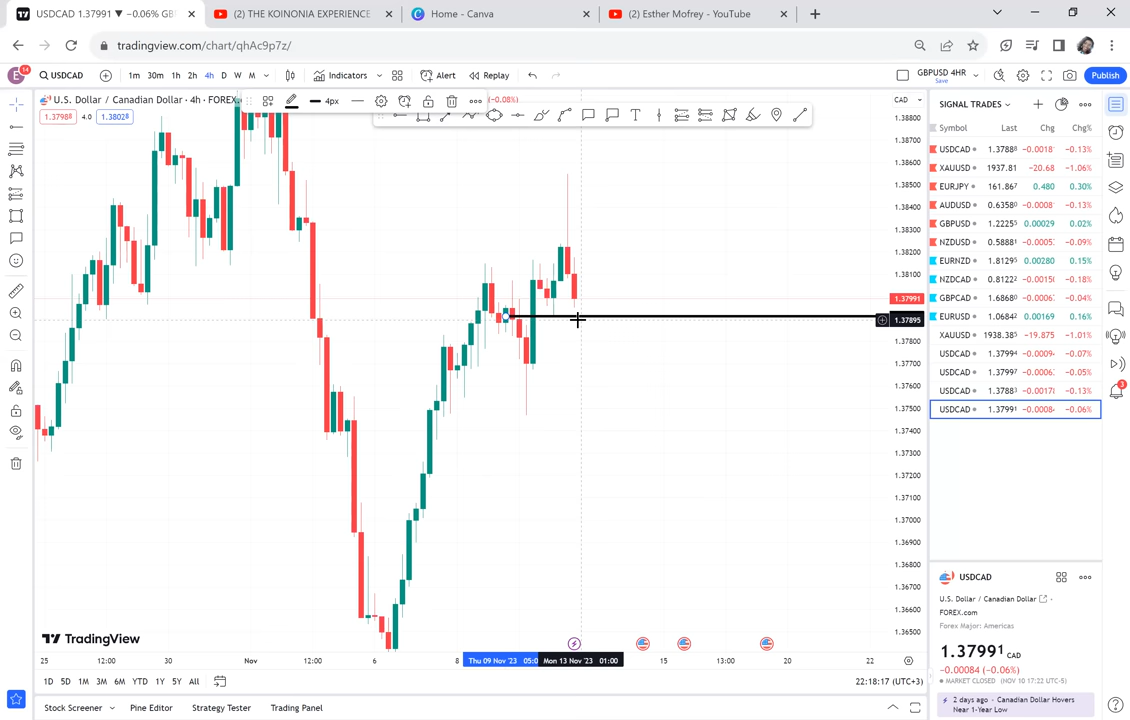 USDCAD 1.37991 ▼ −0.06% GB
(2) THE KOINONIA EXPERIENCE
Home - Canva
(2) Esther Mofrey - YouTube
tradingview.com/chart/qhAc9p7z/
E 14 USDCAD 1m 30m 1h 2h 4h D W M Indicators Alert Replay GBPUSD 4HR Save Publish
U.S. Dollar / Canadian Dollar · 4h · FOREX 4px (−0.08%)
1.37988 4.0 1.38028
CAD
1.38800
1.38700
1.38600
1.38500
1.38400
1.38300
1.38200
1.38100
1.37991
1.37895
1.37800
1.37700
1.37600
1.37500
1.37400
1.37300
1.37200
1.37100
1.37000
1.36900
1.36800
1.36700
1.36600
1.36500
TradingView
25 12:00 30 Nov 12:00 6 8 Thu 09 Nov '23 05:0 Mon 13 Nov '23 01:00 15 13:00 20 22
1D 5D 1M 3M 6M YTD 1Y 5Y All 22:18:17 (UTC+3)
Stock Screener Pine Editor Strategy Tester Trading Panel
SIGNAL TRADES
Symbol Last Chg Chg%
USDCAD 1.37888 −0.0018 −0.13%
XAUUSD 1937.81 −20.68 −1.06%
EURJPY 161.867 0.480 0.30%
AUDUSD 0.63580 −0.0008 −0.13%
GBPUSD 1.22225 0.00029 0.02%
NZDUSD 0.58881 −0.0005 −0.09%
EURNZD 1.81295 0.00280 0.15%
NZDCAD 0.81222 −0.0015 −0.18%
GBPCAD 1.68680 −0.0006 −0.04%
EURUSD 1.06842 0.00169 0.16%
XAUUSD 1938.385 −19.875 −1.01%
USDCAD 1.37994 −0.0009 −0.07%
USDCAD 1.37997 −0.0006 −0.05%
USDCAD 1.37883 −0.0017 −0.13%
USDCAD 1.37991 −0.0008 −0.06%
3
USDCAD
U.S. Dollar / Canadian Dollar ·
FOREX.com
Forex Major: Americas
1.37991 CAD
−0.00084 (−0.06%)
MARKET CLOSED (NOV 10 17:22 UTC-5)
2 days ago · Canadian Dollar Hovers
Near 1-Year Low